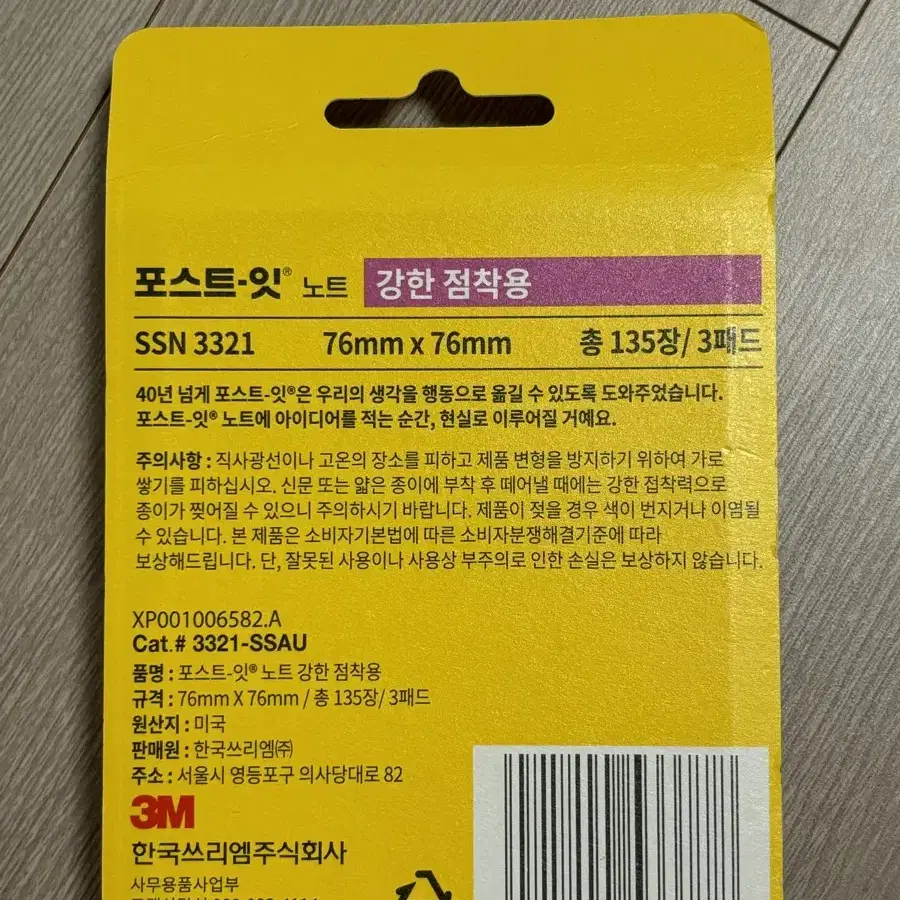 포스트-잇® 노트 강한 점착용
SSN 3321 76mm x 76mm 총 135장/ 3패드
40년 넘게 포스트-잇®은 우리의 생각을 행동으로 옮길 수 있도록 도와주었습니다.
포스트-잇® 노트에 아이디어를 적는 순간, 현실로 이루어질 거예요.
주의사항 : 직사광선이나 고온의 장소를 피하고 제품 변형을 방지하기 위하여 가로
쌓기를 피하십시오. 신문 또는 얇은 종이에 부착 후 떼어낼 때에는 강한 접착력으로
종이가 찢어질 수 있으니 주의하시기 바랍니다. 제품이 젖을 경우 색이 번지거나 이염될
수 있습니다. 본 제품은 소비자기본법에 따른 소비자분쟁해결기준에 따라
보상해드립니다. 단, 잘못된 사용이나 사용상 부주의로 인한 손실은 보상하지 않습니다.
XP001006582.A
Cat.# 3321-SSAU
품명 : 포스트-잇® 노트 강한 점착용
규격 : 76mm X 76mm / 총 135장/ 3패드
원산지 : 미국
판매원 : 한국쓰리엠㈜
주소 : 서울시 영등포구 의사당대로 82
3M
한국쓰리엠주식회사
사무용품사업부